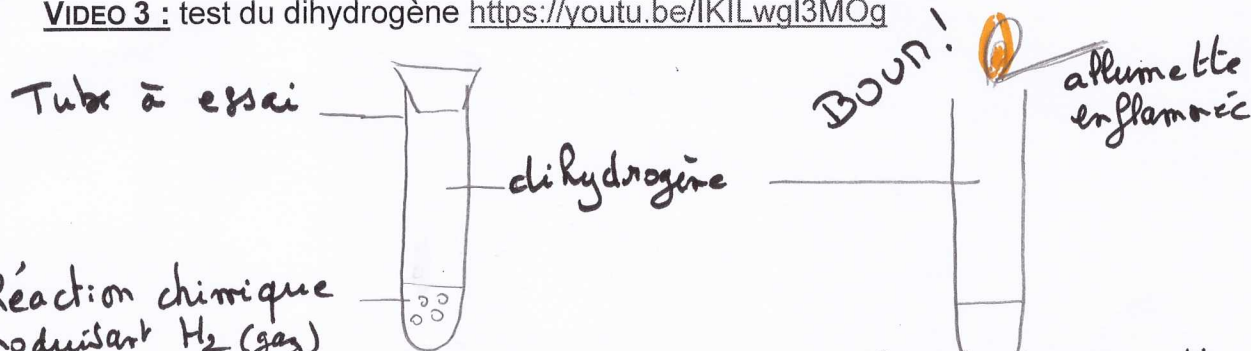 VIDEO 3 : test du dihydrogène https://youtu.be/IKILwgI3MOg
Tube à essai
BOUN!
allumette
enflammée
dihydrogène
Réaction chimique
produisant H2 (gaz)